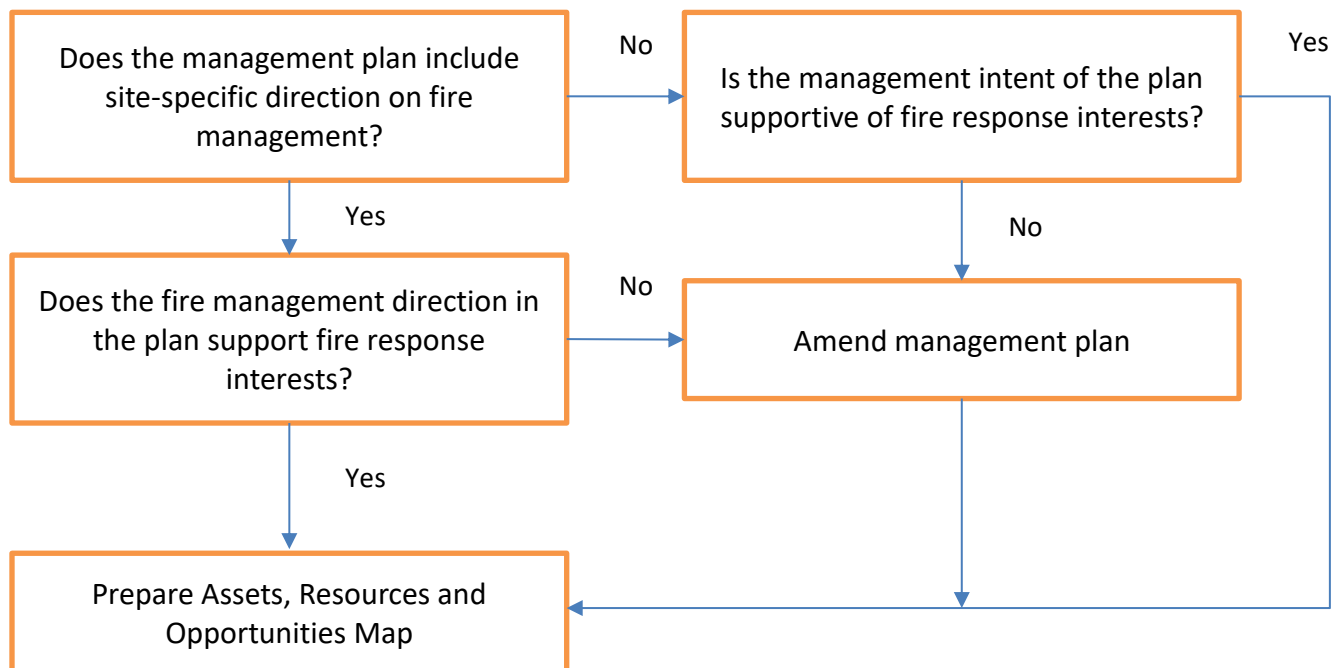 Does the management plan include
site-specific direction on fire
management?
No
Is the management intent of the plan
supportive of fire response interests?
Yes
Yes
No
Does the fire management direction in
the plan support fire response
interests?
No
Amend management plan
Yes
Prepare Assets, Resources and
Opportunities Map